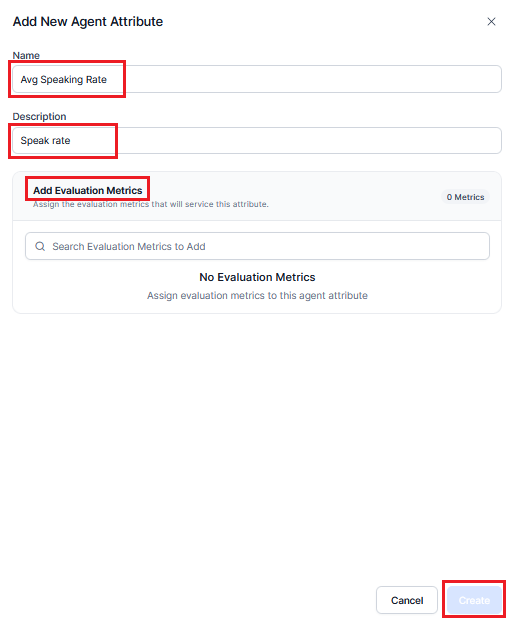 Add New Agent Attribute
Name
Avg Speaking Rate
Description
Speak rate
Add Evaluation Metrics
0 Metrics
Assign the evaluation metrics that will service this attribute.
Search Evaluation Metrics to Add
No Evaluation Metrics
Assign evaluation metrics to this agent attribute
Cancel
Create